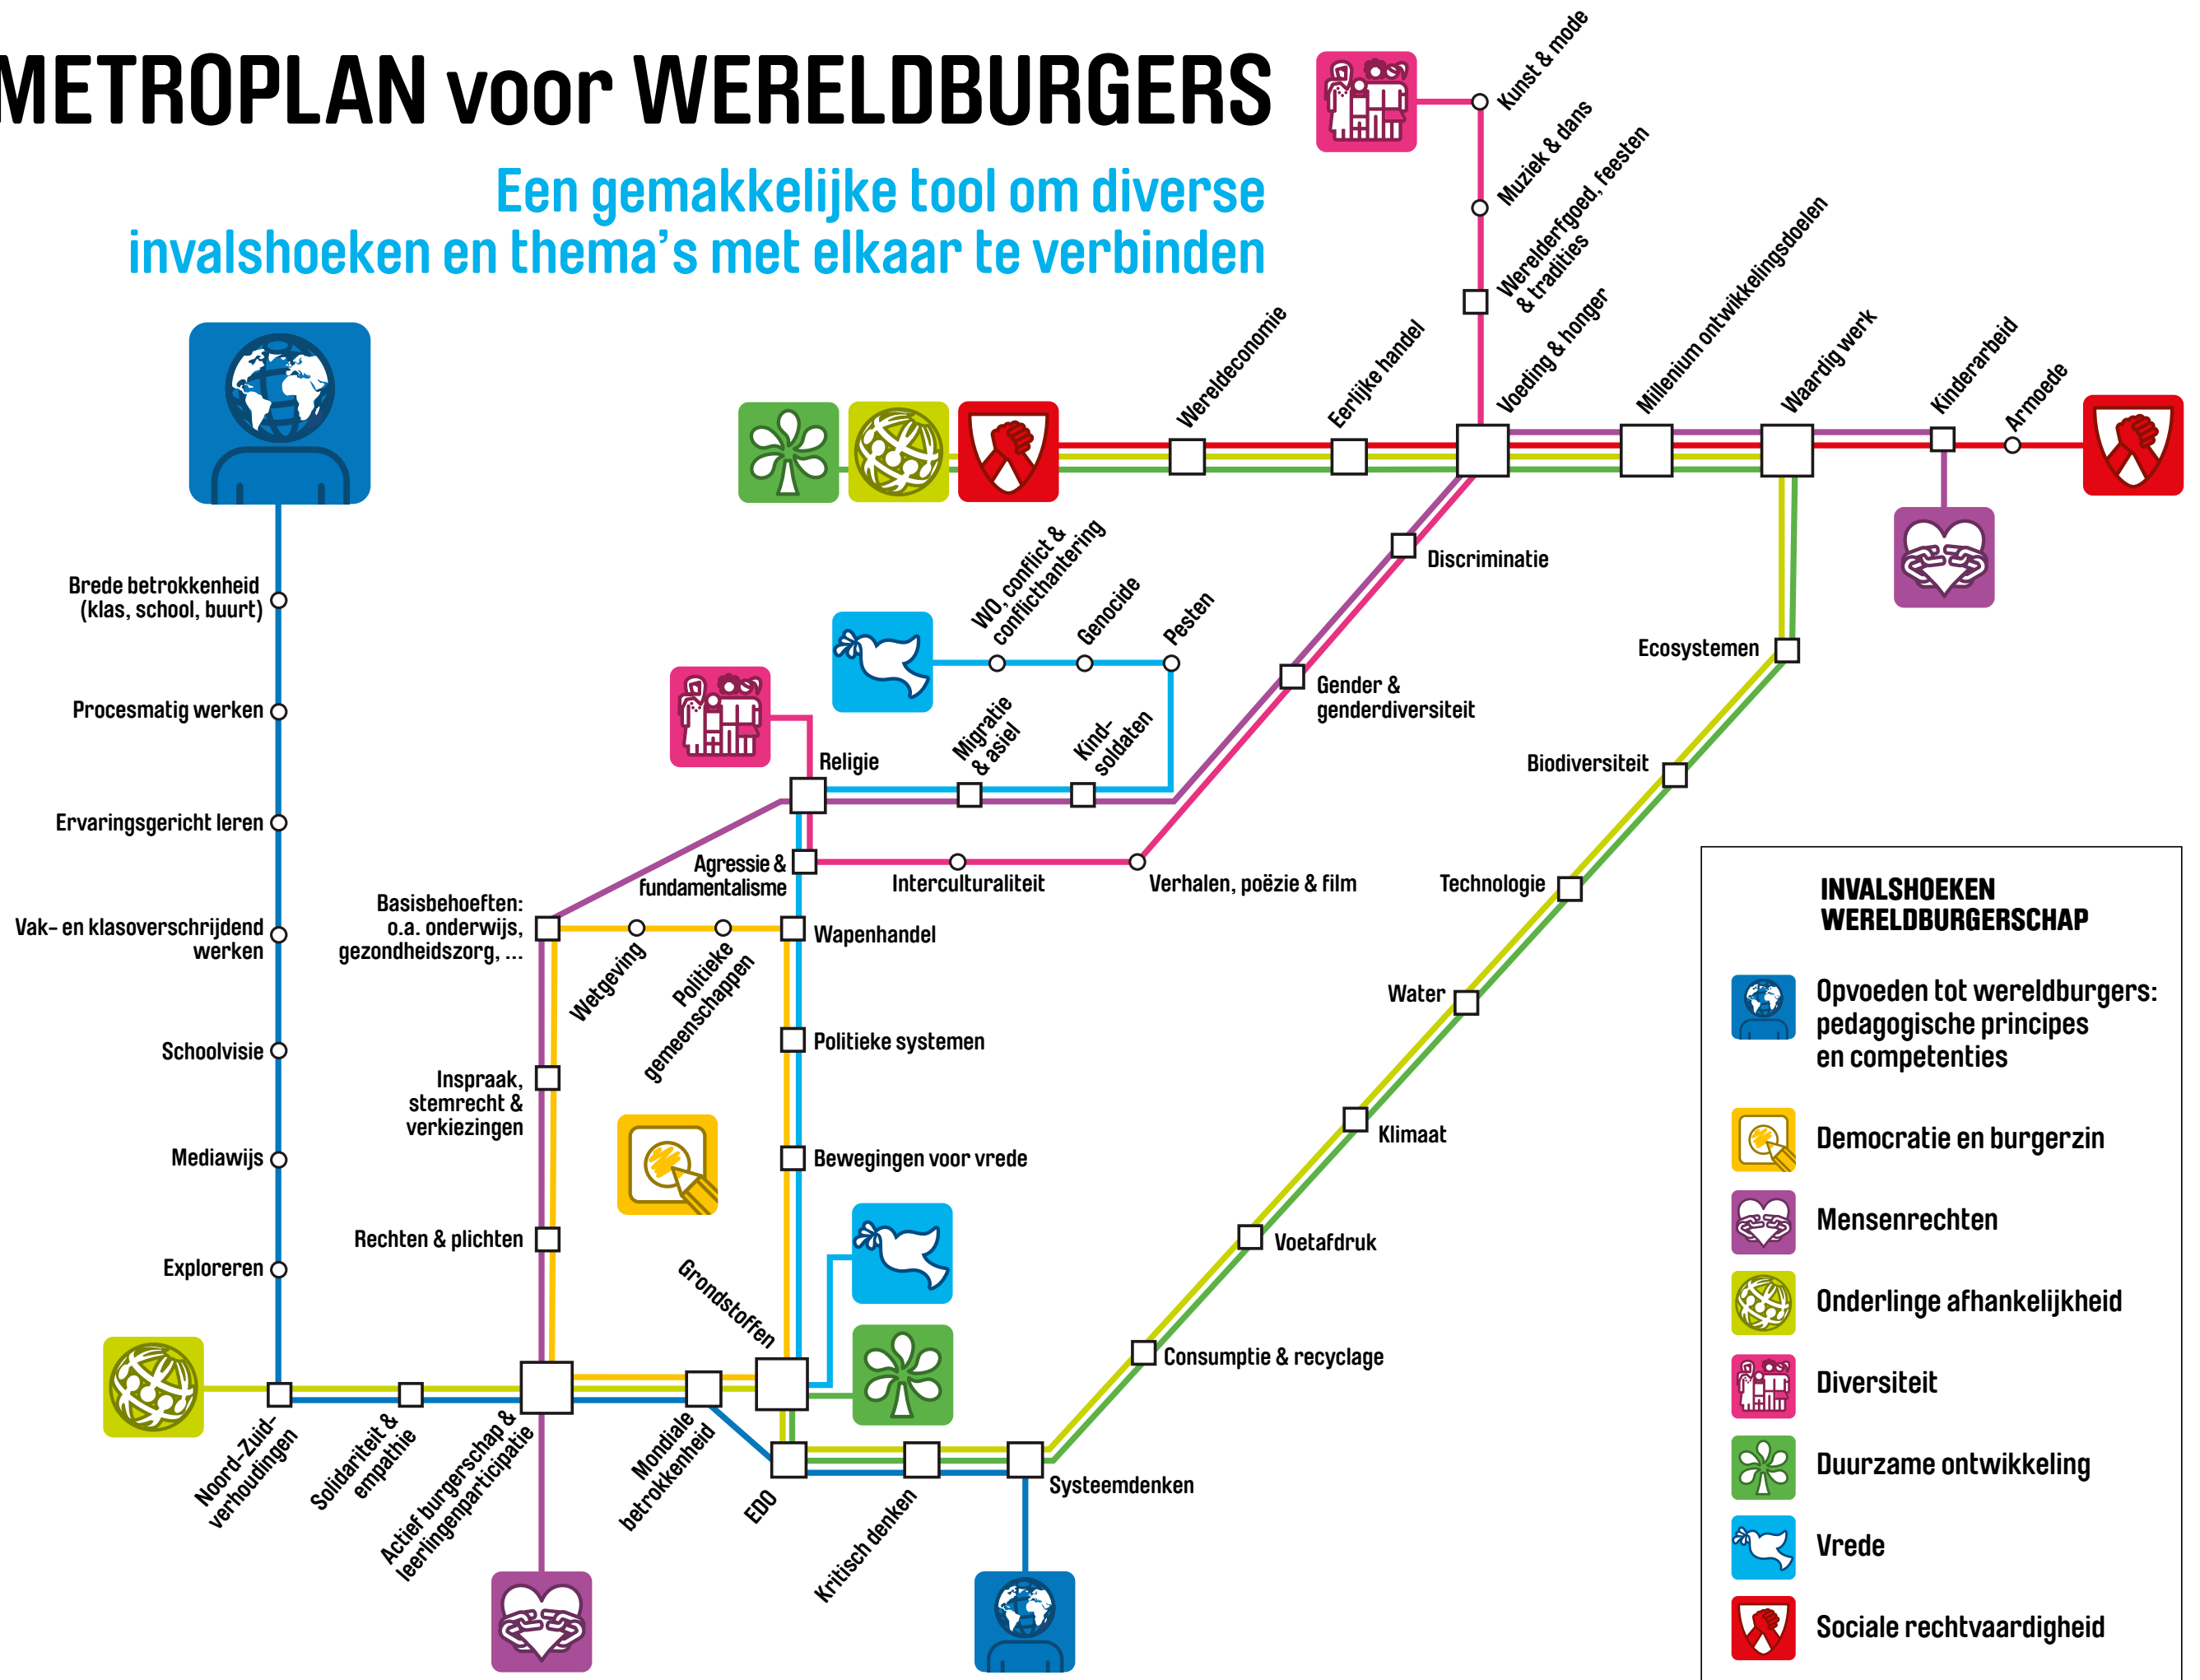 METROPLAN voor WERELDBURGERS
Een gemakkelijke tool om diverse
invalshoeken en thema's met elkaar te verbinden
Kunst & mode
Muziek & dans
Werelderfgoed, feesten
& tradities
Wereldeconomie
Eerlijke handel
Voeding & honger
Millenium ontwikkelingsdoelen
Waardig werk
Kinderarbeid
Armoede
Brede betrokkenheid
(klas, school, buurt)
Procesmatig werken
Ervaringsgericht leren
Vak- en klasoverschrijdend
werken
Schoolvisie
Mediawijs
Exploreren
Noord-Zuid-
verhoudingen
Solidariteit &
empathie
Actief burgerschap &
leerlingenparticipatie
Mondiale
betrokkenheid
Grondstoffen
EDO
Kritisch denken
Systeemdenken
WO, conflict &
conflicthantering
Genocide
Pesten
Religie
Migratie
& asiel
Kind-
soldaten
Agressie &
fundamentalisme
Interculturaliteit
Verhalen, poëzie & film
Discriminatie
Gender &
genderdiversiteit
Basisbehoeften:
o.a. onderwijs,
gezondheidszorg, ...
Wetgeving
Politieke
gemeenschappen
Wapenhandel
Politieke systemen
Bewegingen voor vrede
Inspraak,
stemrecht &
verkiezingen
Rechten & plichten
Ecosystemen
Biodiversiteit
Technologie
Water
Klimaat
Voetafdruk
Consumptie & recyclage
INVALSHOEKEN
WERELDBURGERSCHAP
Opvoeden tot wereldburgers:
pedagogische principes
en competenties
Democratie en burgerzin
Mensenrechten
Onderlinge afhankelijkheid
Diversiteit
Duurzame ontwikkeling
Vrede
Sociale rechtvaardigheid